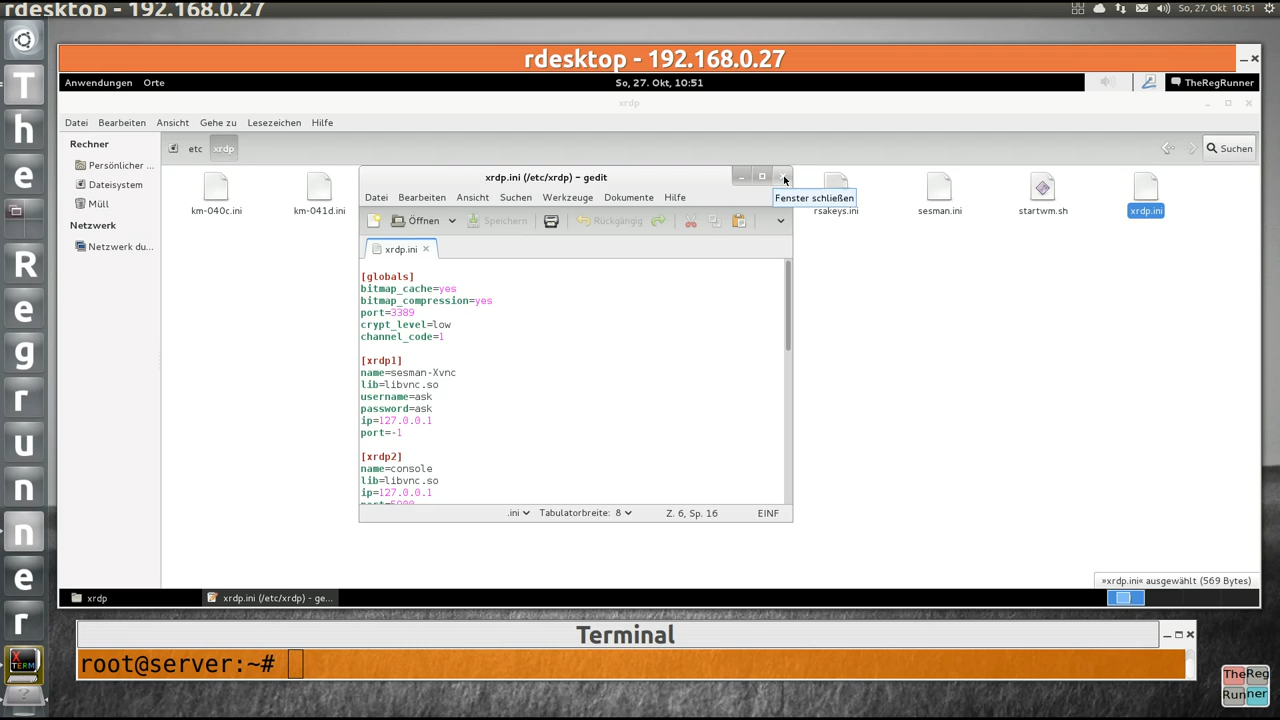 rdesktop - 192.168.0.27
So, 27. Okt 10:51
rdesktop - 192.168.0.27
Anwendungen Orte
So, 27. Okt, 10:51
TheRegRunner
xrdp
Datei Bearbeiten Ansicht Gehe zu Lesezeichen Hilfe
Rechner
Persönlicher ...
Dateisystem
Müll
Netzwerk
Netzwerk du...
etc xrdp
Suchen
km-040c.ini
km-041d.ini
rsakeys.ini
sesman.ini
startwm.sh
xrdp.ini
xrdp.ini (/etc/xrdp) - gedit
Fenster schließen
Datei Bearbeiten Ansicht Suchen Werkzeuge Dokumente Hilfe
Öffnen Speichern Rückgängig
xrdp.ini
[globals]
bitmap_cache=yes
bitmap_compression=yes
port=3389
crypt_level=low
channel_code=1
[xrdp1]
name=sesman-Xvnc
lib=libvnc.so
username=ask
password=ask
ip=127.0.0.1
port=-1
[xrdp2]
name=console
lib=libvnc.so
ip=127.0.0.1
.ini Tabulatorbreite: 8 Z. 6, Sp. 16 EINF
»xrdp.ini« ausgewählt (569 Bytes)
xrdp
xrdp.ini (/etc/xrdp) - ge...
Terminal
root@server:~#
T
h
e
R
e
g
r
u
n
n
e
r
X
TERM
?
TheReg
Runner